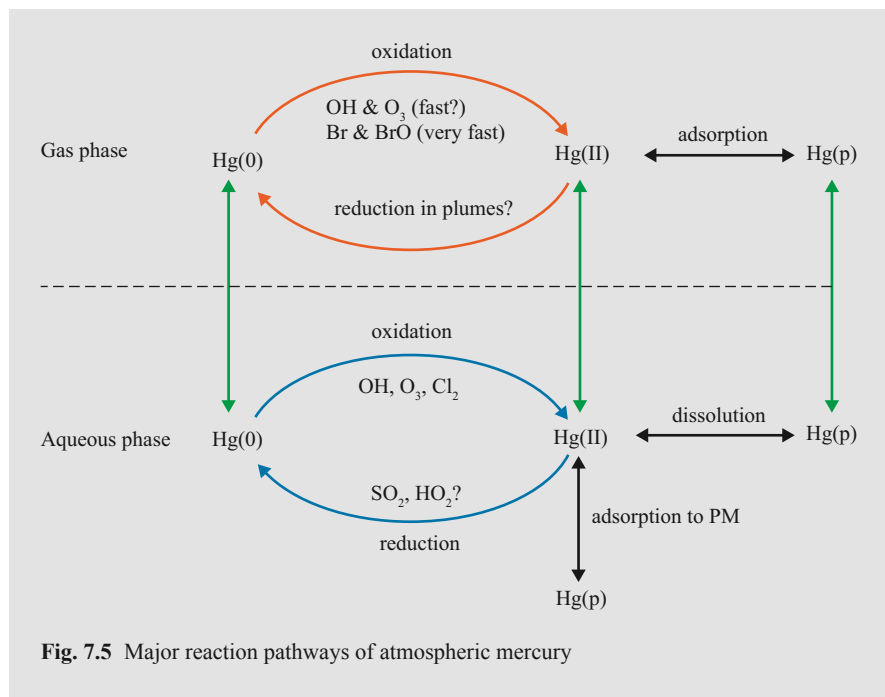 oxidation
OH & O₃ (fast?)
Br & BrO (very fast)
Gas phase
Hg(0)
Hg(II)
adsorption
Hg(p)
reduction in plumes?
oxidation
OH, O₃, Cl₂
Aqueous phase
Hg(0)
Hg(II)
dissolution
Hg(p)
SO₂, HO₂?
reduction
adsorption to PM
Hg(p)
Fig. 7.5 Major reaction pathways of atmospheric mercury